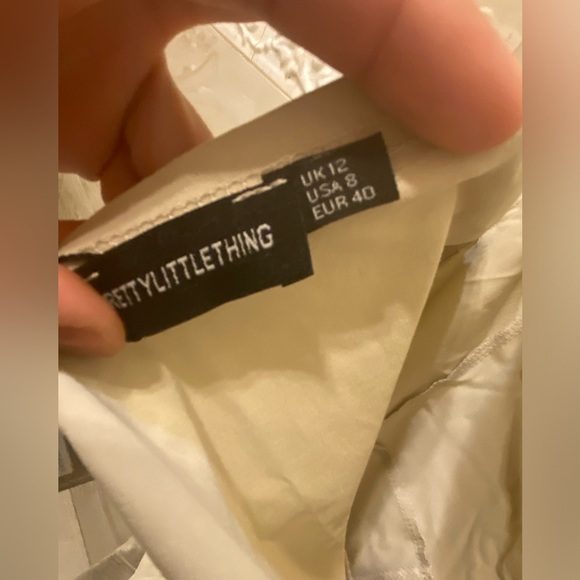 RETTYLITTLETHING
UK 12
USA 8
EUR 40